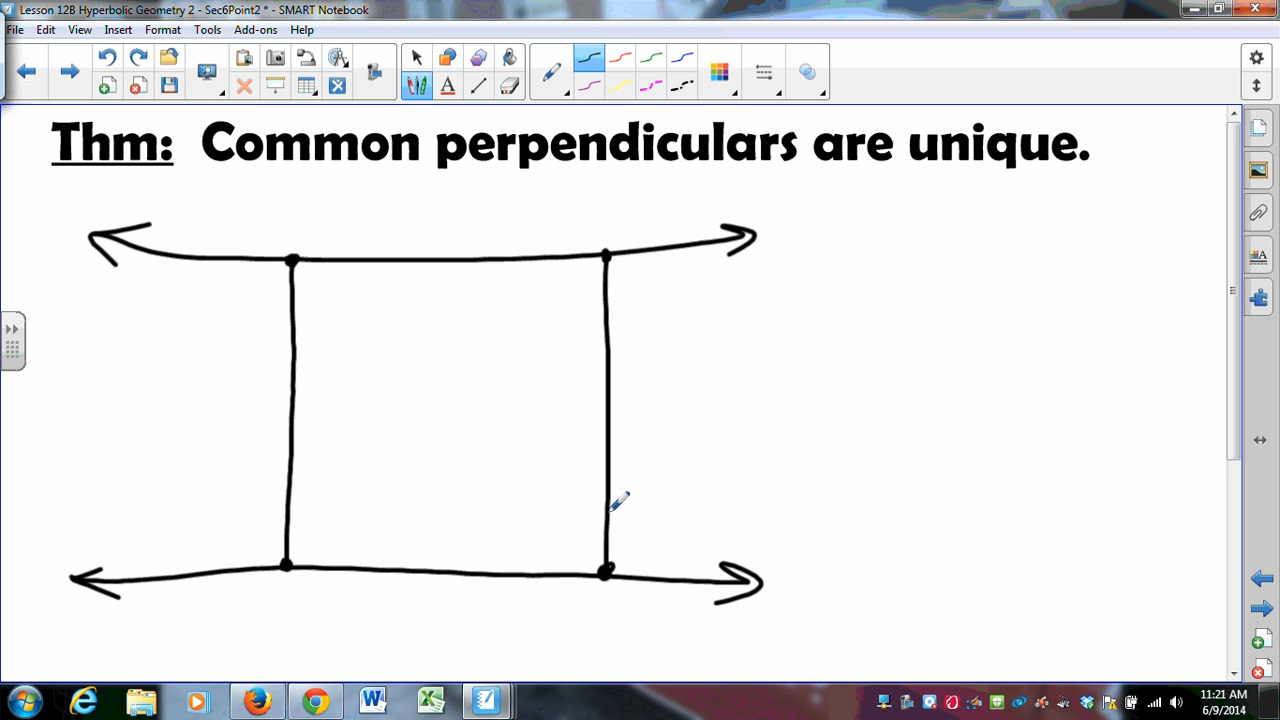 Lesson 12B Hyperbolic Geometry 2 - Sec6Point2 * - SMART Notebook
File Edit View Insert Format Tools Add-ons Help
Thm: Common perpendiculars are unique.
11:21 AM
6/9/2014